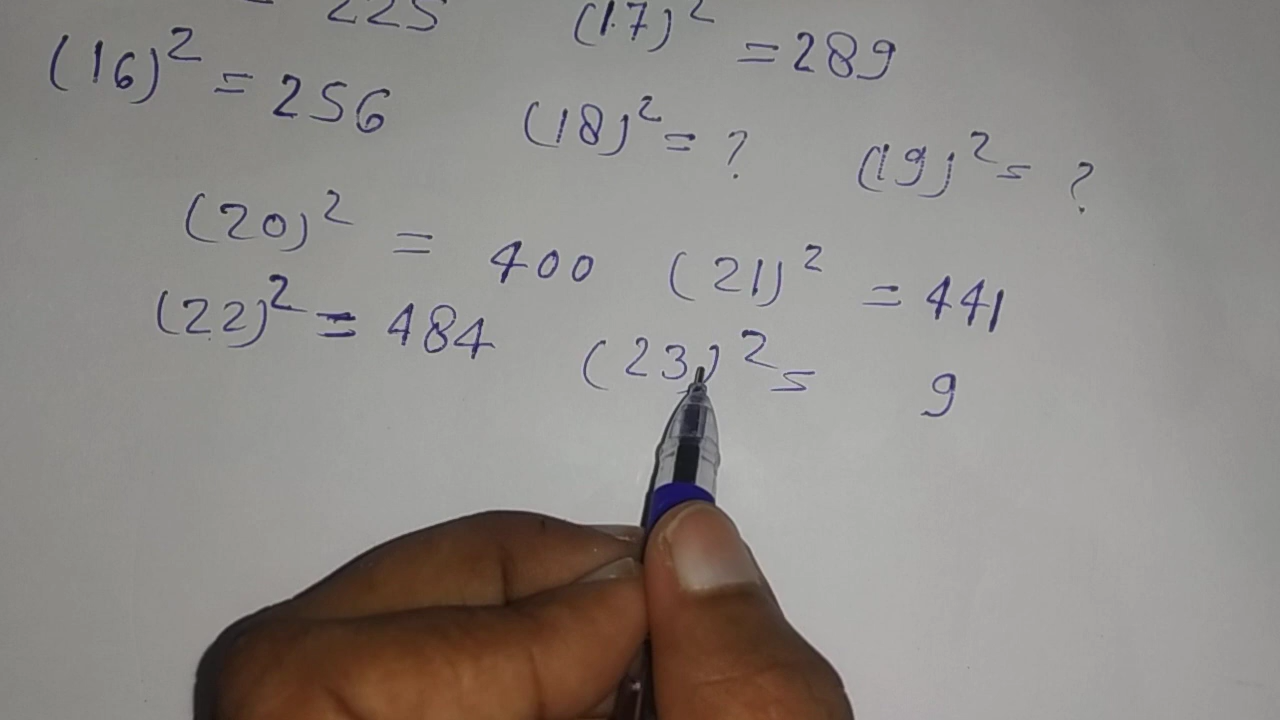 = 225 (17)² = 289
(16)² = 256
(18)² = ? (19)² = ?
(20)² = 400 (21)² = 441
(22)² = 484 (23)² = 9